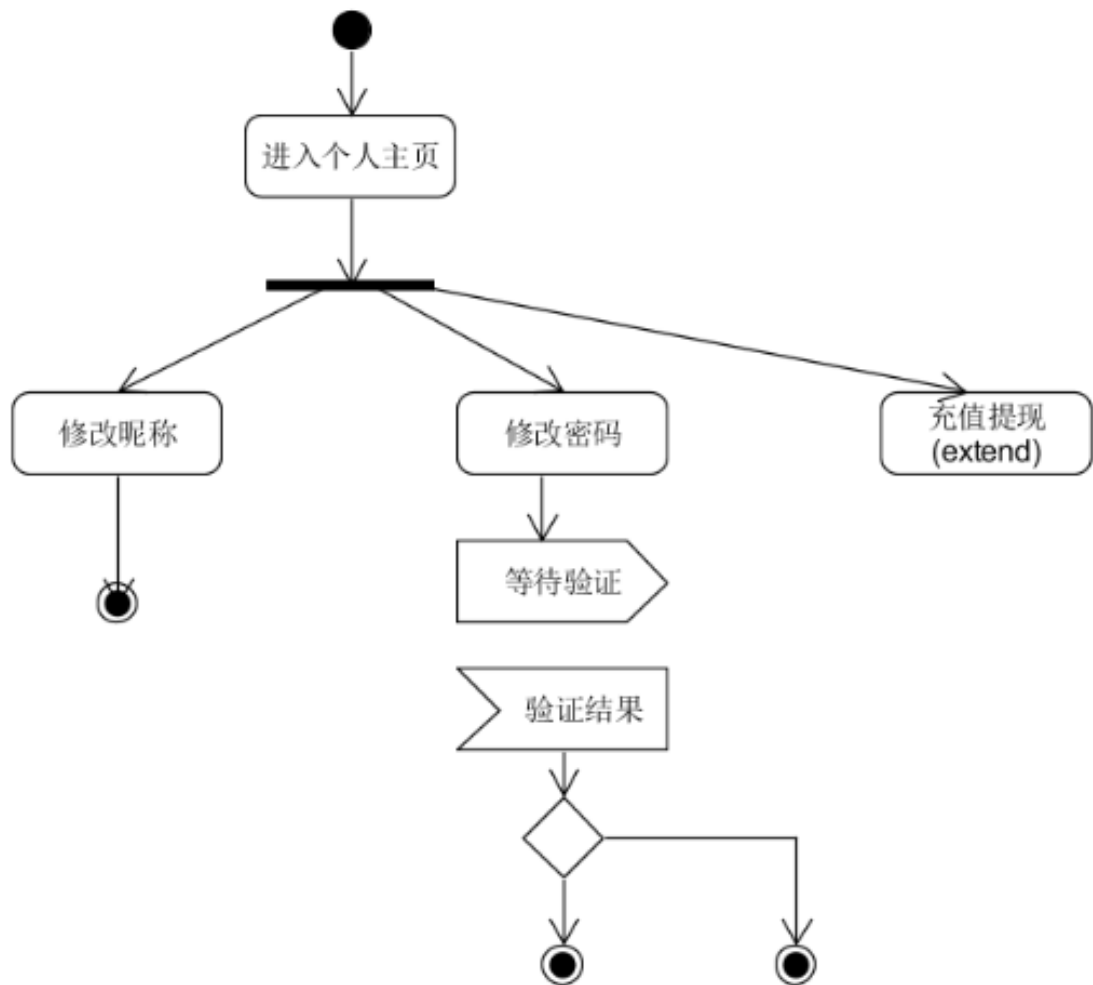 进入个人主页
修改昵称
修改密码
充值提现
(extend)
等待验证
验证结果